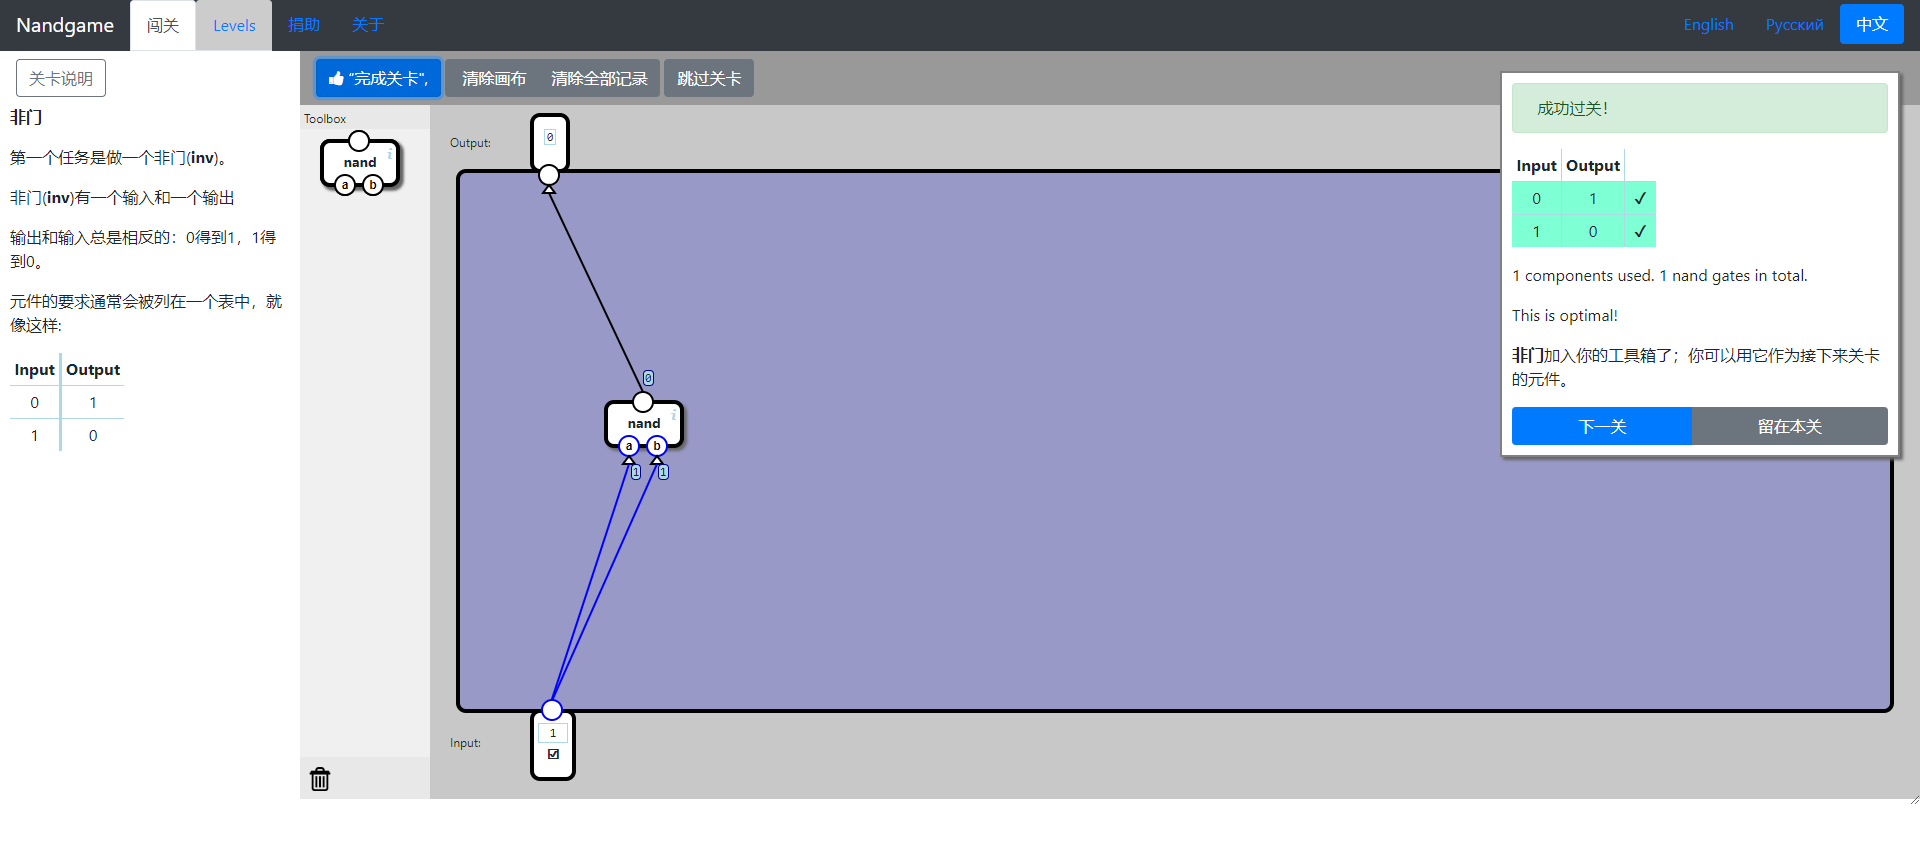 Nandgame 闯关 Levels 捐助 关于 English Русский 中文
关卡说明
“完成关卡”, 清除画布 清除全部记录 跳过关卡
非门
第一个任务是做一个非门(inv)。
非门(inv)有一个输入和一个输出
输出和输入总是相反的：0得到1，1得
到0。
元件的要求通常会被列在一个表中，就
像这样:
Input Output
0 1
1 0
Toolbox
nand
a b
Output:
0
0
nand
a b
1 1
Input:
1
成功过关！
Input Output
0 1 ✓
1 0 ✓
1 components used. 1 nand gates in total.
This is optimal!
非门加入你的工具箱了；你可以用它作为接下来关卡
的元件。
下一关 留在本关